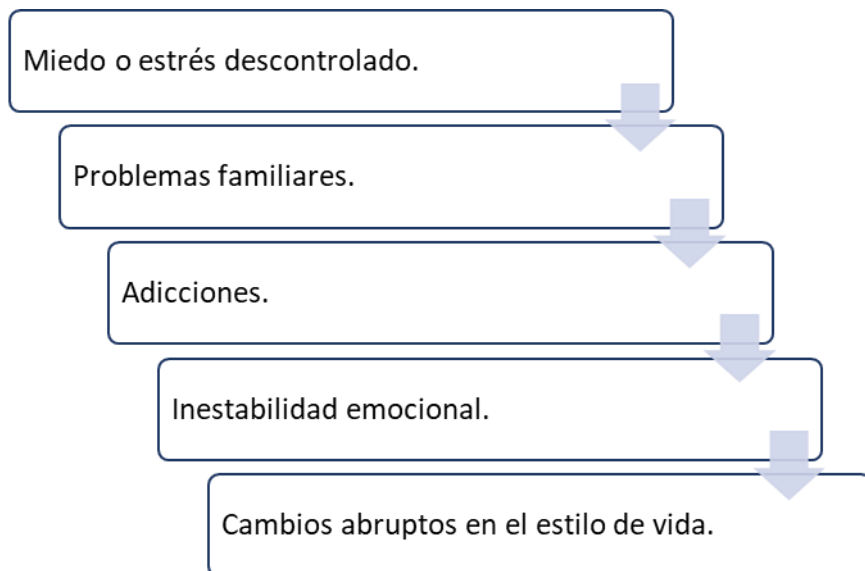 Miedo o estrés descontrolado.
Problemas familiares.
Adicciones.
Inestabilidad emocional.
Cambios abruptos en el estilo de vida.